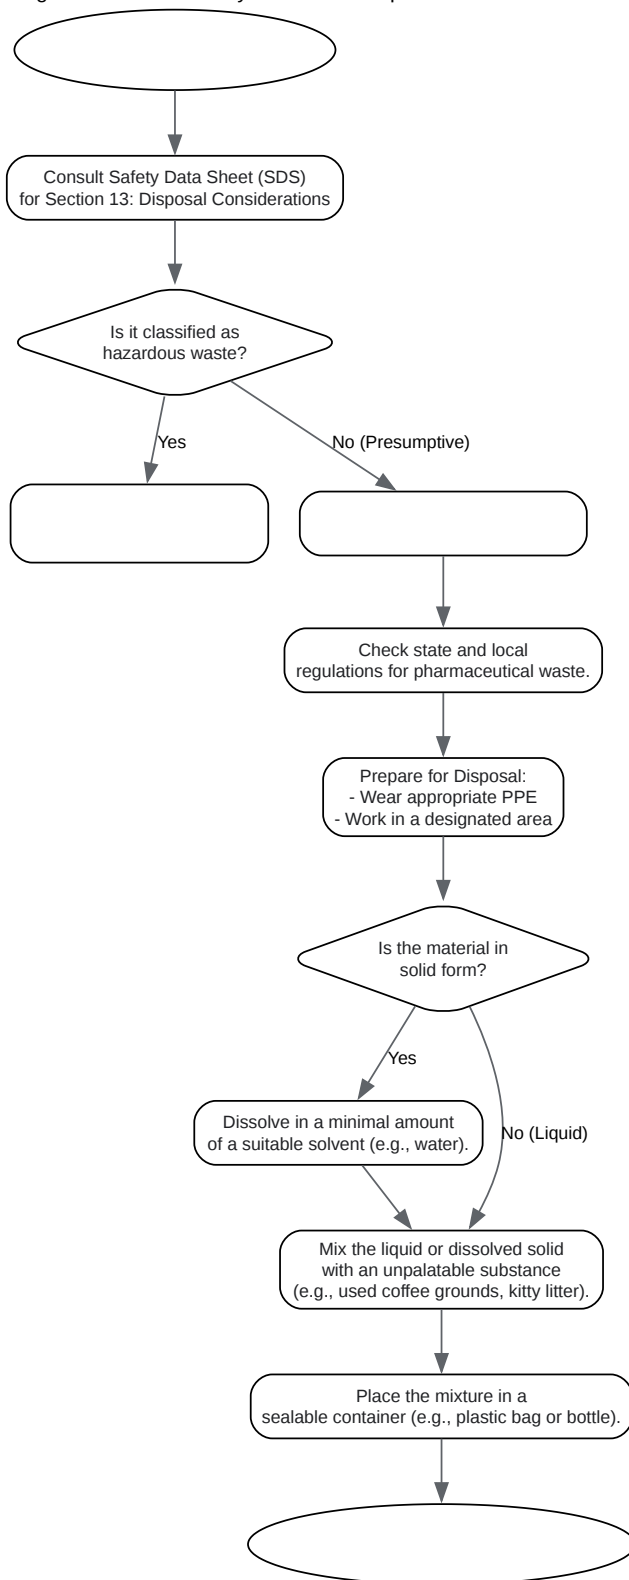 Consult Safety Data Sheet (SDS)
for Section 13: Disposal Considerations
Is it classified as
hazardous waste?
Yes
No (Presumptive)
Check state and local
regulations for pharmaceutical waste.
Prepare for Disposal:
- Wear appropriate PPE
- Work in a designated area
Is the material in
solid form?
Yes
Dissolve in a minimal amount
of a suitable solvent (e.g., water).
No (Liquid)
Mix the liquid or dissolved solid
with an unpalatable substance
(e.g., used coffee grounds, kitty litter).
Place the mixture in a
sealable container (e.g., plastic bag or bottle).